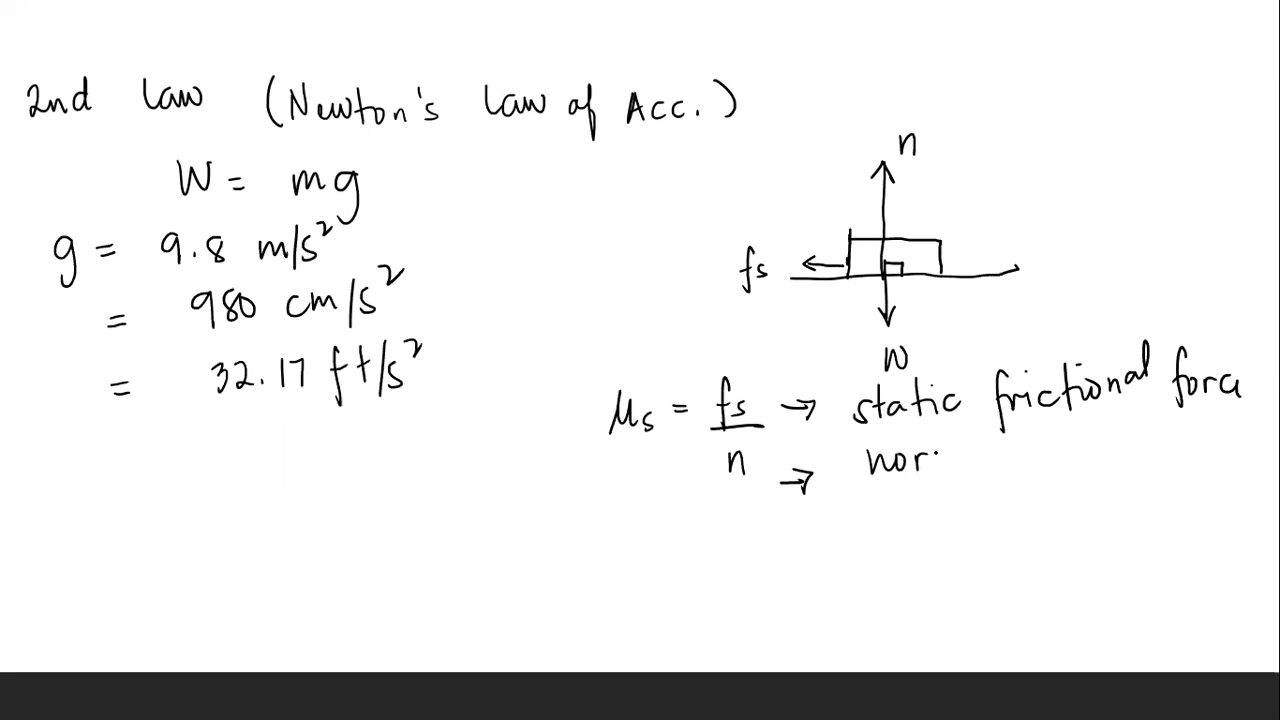 2nd Law (Newton's Law of Acc.)
W = mg
g = 9.8 m/s²
= 980 cm/s²
= 32.17 ft/s²
n
fs
W
μs = fs → static frictional force
n → nor